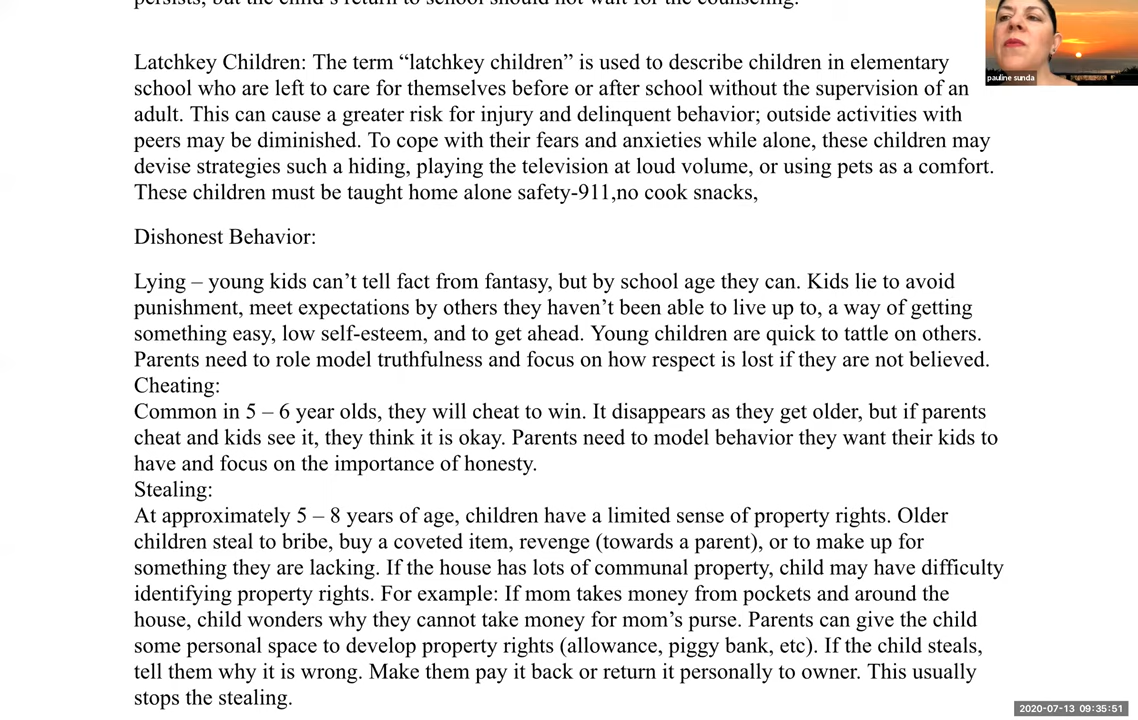 persists, but the child's return to school should not wait for the counseling.
Latchkey Children: The term “latchkey children” is used to describe children in elementary
school who are left to care for themselves before or after school without the supervision of an
adult. This can cause a greater risk for injury and delinquent behavior; outside activities with
peers may be diminished. To cope with their fears and anxieties while alone, these children may
devise strategies such a hiding, playing the television at loud volume, or using pets as a comfort.
These children must be taught home alone safety-911,no cook snacks,
Dishonest Behavior:
Lying – young kids can’t tell fact from fantasy, but by school age they can. Kids lie to avoid
punishment, meet expectations by others they haven’t been able to live up to, a way of getting
something easy, low self-esteem, and to get ahead. Young children are quick to tattle on others.
Parents need to role model truthfulness and focus on how respect is lost if they are not believed.
Cheating:
Common in 5 – 6 year olds, they will cheat to win. It disappears as they get older, but if parents
cheat and kids see it, they think it is okay. Parents need to model behavior they want their kids to
have and focus on the importance of honesty.
Stealing:
At approximately 5 – 8 years of age, children have a limited sense of property rights. Older
children steal to bribe, buy a coveted item, revenge (towards a parent), or to make up for
something they are lacking. If the house has lots of communal property, child may have difficulty
identifying property rights. For example: If mom takes money from pockets and around the
house, child wonders why they cannot take money for mom’s purse. Parents can give the child
some personal space to develop property rights (allowance, piggy bank, etc). If the child steals,
tell them why it is wrong. Make them pay it back or return it personally to owner. This usually
stops the stealing.
pauline sunda
2020-07-13 09:35:51